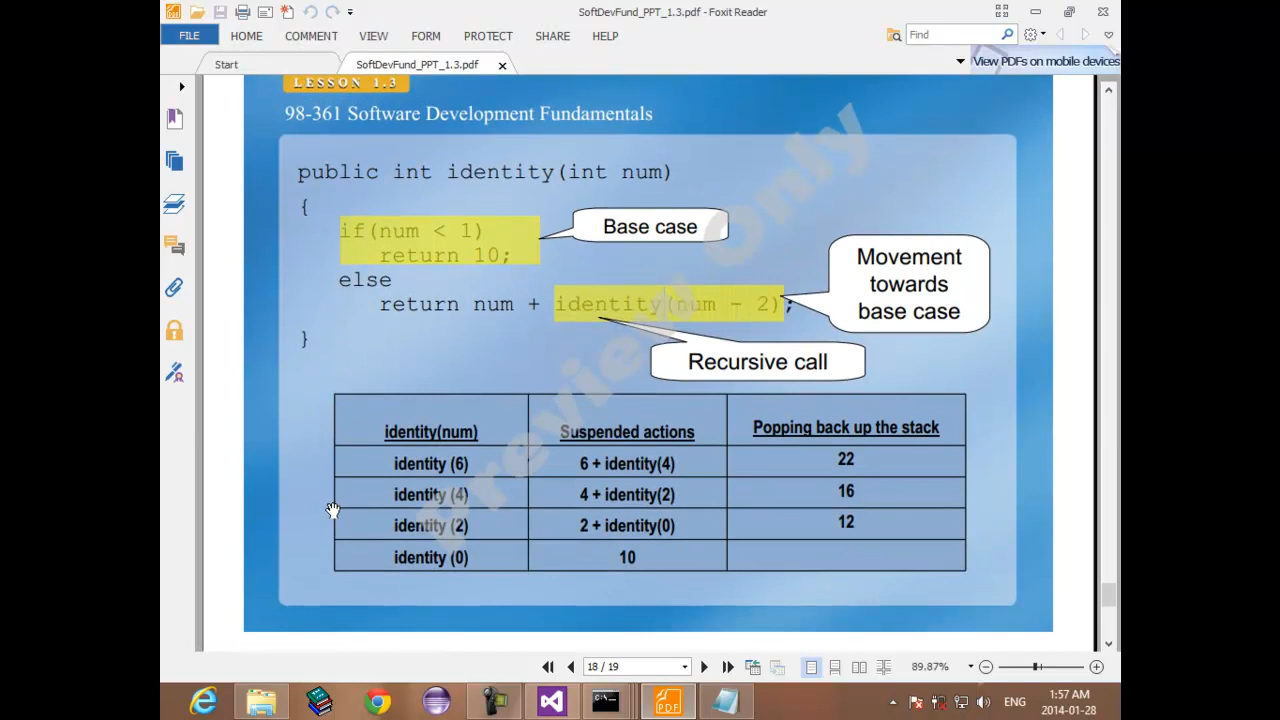 SoftDevFund_PPT_1.3.pdf - Foxit Reader
FILE HOME COMMENT VIEW FORM PROTECT SHARE HELP Find
Start SoftDevFund_PPT_1.3.pdf View PDFs on mobile devices
LESSON 1.3
98-361 Software Development Fundamentals
public int identity(int num)
{
if(num < 1)
Base case
return 10;
else
return num + identity(num - 2);
Movement
towards
base case
}
Recursive call
Preview Only
identity(num) Suspended actions Popping back up the stack
identity (6) 6 + identity(4) 22
identity (4) 4 + identity(2) 16
identity (2) 2 + identity(0) 12
identity (0) 10
18 / 19 89.87%
PDF ENG 1:57 AM
2014-01-28